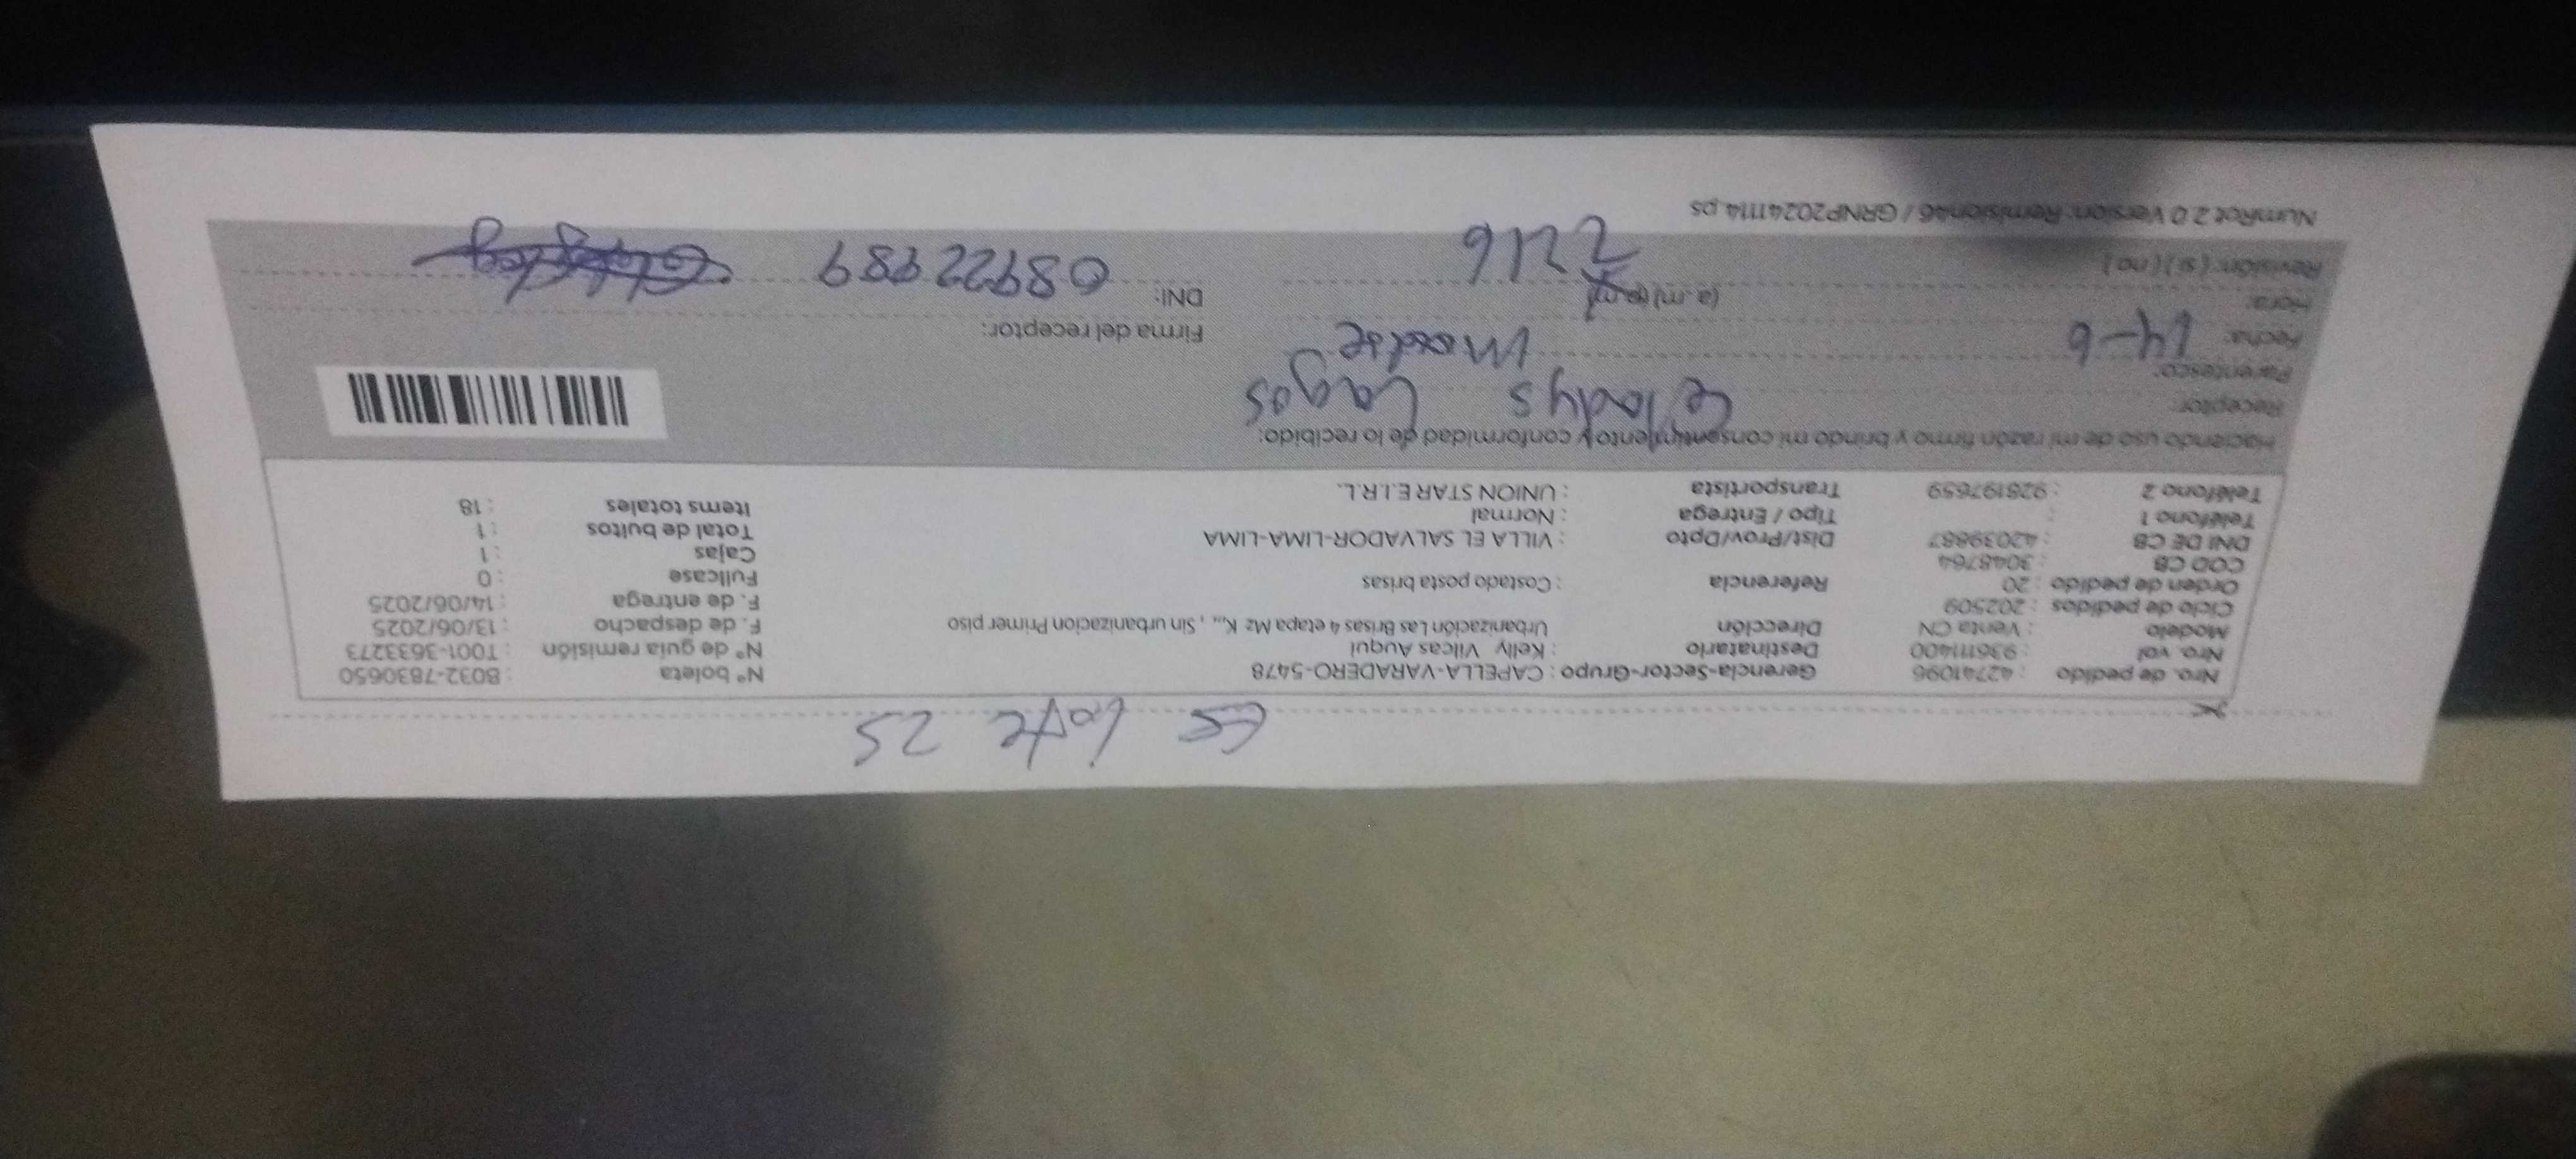 Es Lote 25
Nro. de pedido : 42741096 Gerencia-Sector-Grupo : CAPELLA-VARADERO-5478 N° boleta : B032-7830650
Nro. vol : 936111400 Destinatario : Kelly Vilcas Auqui N° de guía remisión : T001-3633273
Modelo : Venta CN Dirección Urbanización Las Brisas 4 etapa Mz K,,, , Sin urbanizacion Primer piso F. de despacho : 13/06/2025
Ciclo de pedidos : 202509 F. de entrega : 14/06/2025
Orden de pedido : 20 Referencia : Costado posta brisas Fullcase : 0
COD CB : 3048764 Cajas : 1
DNI DE CB : 42039887 Dist/Prov/Dpto : VILLA EL SALVADOR-LIMA-LIMA Total de bultos : 1
Teléfono 1 : Tipo / Entrega : Normal Items totales : 18
Teléfono 2 : 928197659 Transportista : UNION STAR E.I.R.L.
Haciendo uso de mi razón firmo y brindo mi consentimiento y conformidad de lo recibido:
Receptor: Lagos
Parentesco:
Fecha: 14-6 Firma del receptor:
Hora: (a. m) (p. m) DNI: 08922989
Revisión: ( si ) ( no ) 2216
NumRot 2.0 Version: Remision46 / GRNP20241114.ps